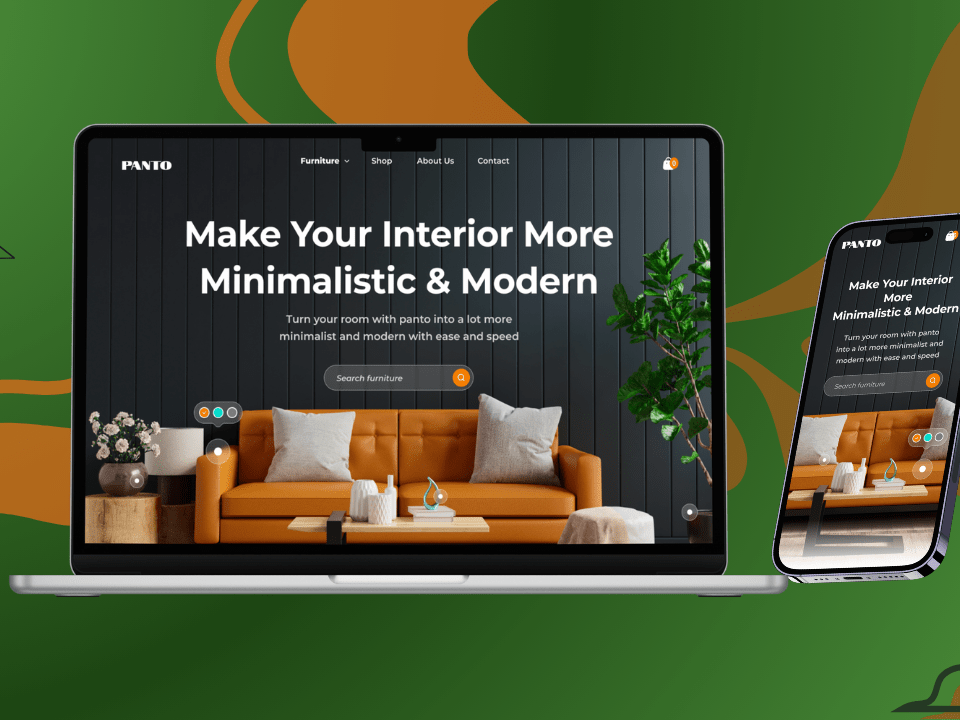 PANTO
Furniture
Shop
About Us
Contact
0
Make Your Interior More
Minimalistic & Modern
Turn your room with panto into a lot more
minimalist and modern with ease and speed
Search furniture
PANTO
Make Your Interior
More
Minimalistic & Modern
Turn your room with panto
into a lot more minimalist and
modern with ease and speed
Search furniture